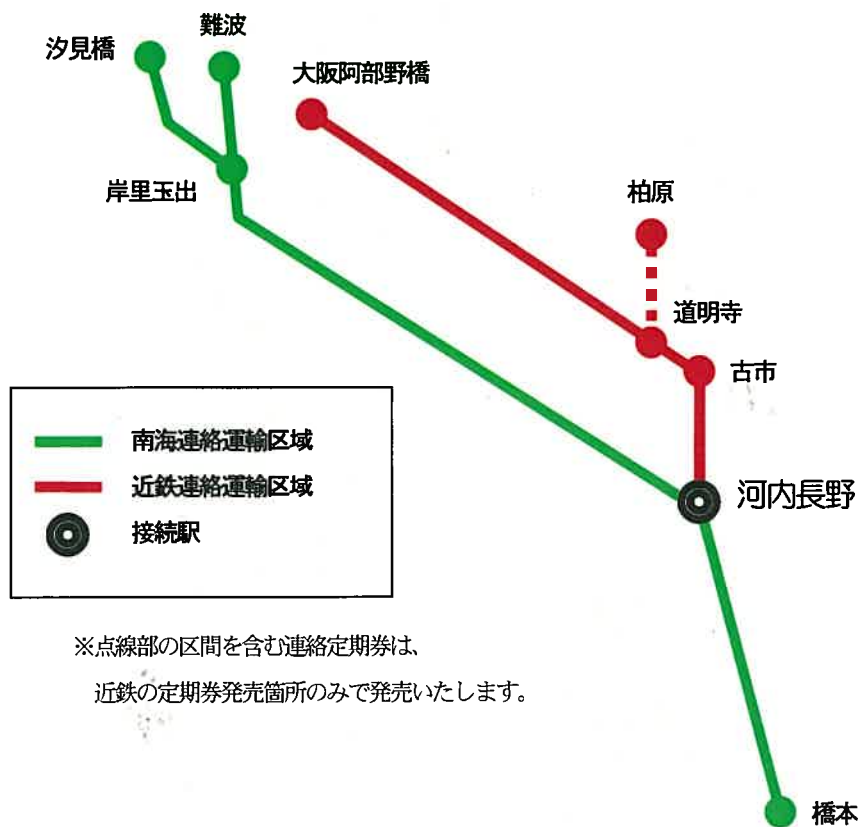 難波
汐見橋
大阪阿部野橋
岸里玉出
柏原
道明寺
古市
南海連絡運輸区域
近鉄連絡運輸区域
接続駅
河内長野
※点線部の区間を含む連絡定期券は、
近鉄の定期券発売箇所のみで発売いたします。
橋本